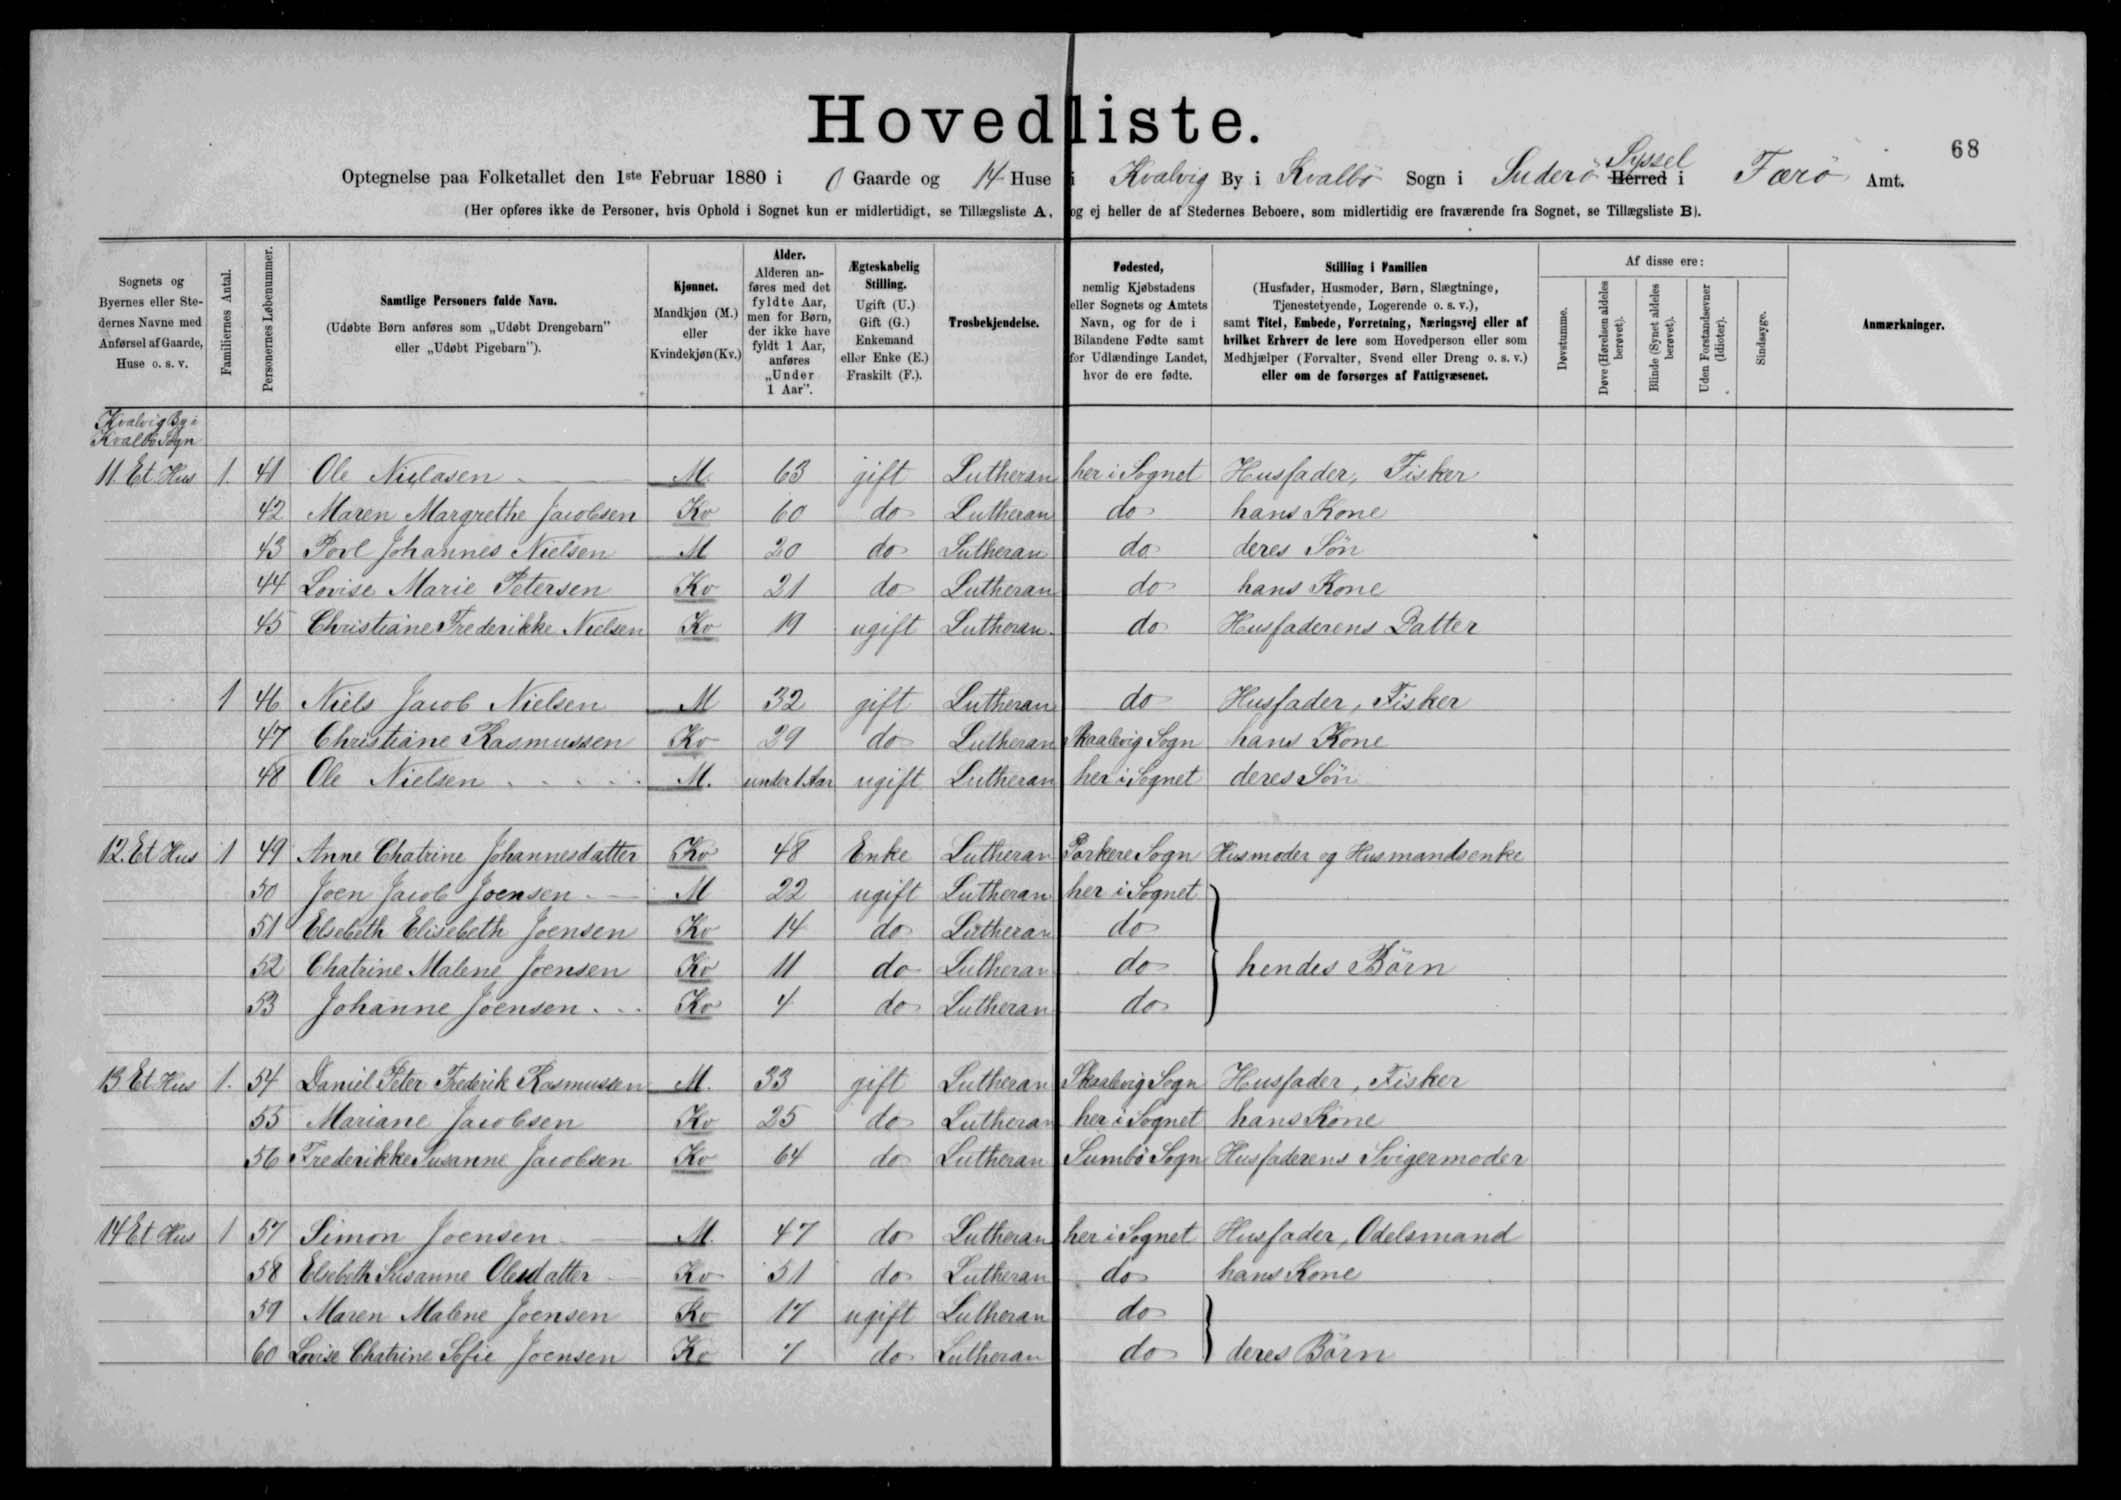 Hovedliste.
68
Optegnelse paa Folketallet den 1ste Februar 1880 i 0 Gaarde og 14 Huse i Kvalvig By i Kvalbø Sogn i Suderø Herred Syssel i Færø Amt.
(Her opføres ikke de Personer, hvis Ophold i Sognet kun er midlertidigt, se Tillægsliste A, og ej heller de af Stedernes Beboere, som midlertidig ere fraværende fra Sognet, se Tillægsliste B).
Sognets og Byernes eller Stedernes Navne med Anførsel af Gaarde, Huse o. s. v.
Familiernes Antal.
Personernes Løbenummer.
Samtlige Personers fulde Navn.
(Udøbte Børn anføres som „Udøbt Drengebarn" eller „Udøbt Pigebarn").
Kjønnet.
Mandkjøn (M.) eller Kvindekjøn (Kv.)
Alder.
Alderen anføres med det fyldte Aar, men for Børn, der ikke have fyldt 1 Aar, anføres „Under 1 Aar".
Ægteskabelig Stilling.
Ugift (U.) Gift (G.) Enkemand eller Enke (E.) Fraskilt (F.).
Trosbekjendelse.
Fødested,
nemlig Kjøbstadens eller Sognets og Amtets Navn, og for de i Bilandene Fødte samt for Udlændinge Landet, hvor de ere fødte.
Stilling i Familien
(Husfader, Husmoder, Børn, Slægtninge, Tjenestetyende, Logerende o. s. v.), samt Titel, Embede, Forretning, Næringsvej eller af hvilket Erhverv de leve som Hovedperson eller som Medhjælper (Forvalter, Svend eller Dreng o. s. v.) eller om de forsørges af Fattigvæsenet.
Af disse ere:
Døvstumme.
Døve (Hørelsen aldeles berøvet).
Blinde (Synet aldeles berøvet).
Uden Forstandsevner (Idioter).
Sindssyge.
Anmærkninger.
Kvalvig By i
Kvalbø Sogn
11. Et Hus 1. 41 Ole Nielasen M. 63 gift Lutheran her i Sognet Husfader, Fisker
42 Maren Margrethe Jacobsen Kv 60 do Lutheran do hans Kone
43 Povl Johannes Nielsen M 20 do Lutheran do deres Søn
44 Lovise Marie Petersen Kv 21 do Lutheran do hans Kone
45 Christiane Frederikke Nielsen Kv 19 ugift Lutheran do Husfaderens Datter
1 46 Niels Jacob Nielsen M 32 gift Lutheran do Husfader, Fisker
47 Christiane Rasmussen Kv 29 do Lutheran Skaalevig Sogn hans Kone
48 Ole Nielsen M. under 1 Aar ugift Lutheran her i Sognet deres Søn
12. Et Hus 1 49 Anne Chatrine Johannesdatter Kv 48 Enke Lutheran Porkere Sogn Husmoder og Husmandsenke
50 Joen Jacob Joensen M 22 ugift Lutheran her i Sognet
51 Elsebeth Elisebeth Joensen Kv 14 do Lutheran do
52 Chatrine Malene Joensen Kv 11 do Lutheran do hendes Børn
53 Johanne Joensen Kv 4 do Lutheran do
13 Et Hus 1. 54 Daniel Peter Frederik Rasmussen M. 33 gift Lutheran Skaalevig Sogn Husfader, Fisker
55 Mariane Jacobsen Kv 25 do Lutheran her i Sognet hans Kone
56 Frederikke Susanne Jacobsen Kv 64 do Lutheran Sumbø Sogn Husfaderens Svigermoder
14 Et Hus 1 57 Simon Joensen M. 47 do Lutheran her i Sognet Husfader, Odelsmand
58 Elsebeth Susanne Olesdatter Kv 51 do Lutheran do hans Kone
59 Maren Malene Joensen Kv 17 ugift Lutheran do
60 Lovise Chatrine Sofie Joensen Kv 7 do Lutheran do deres Børn